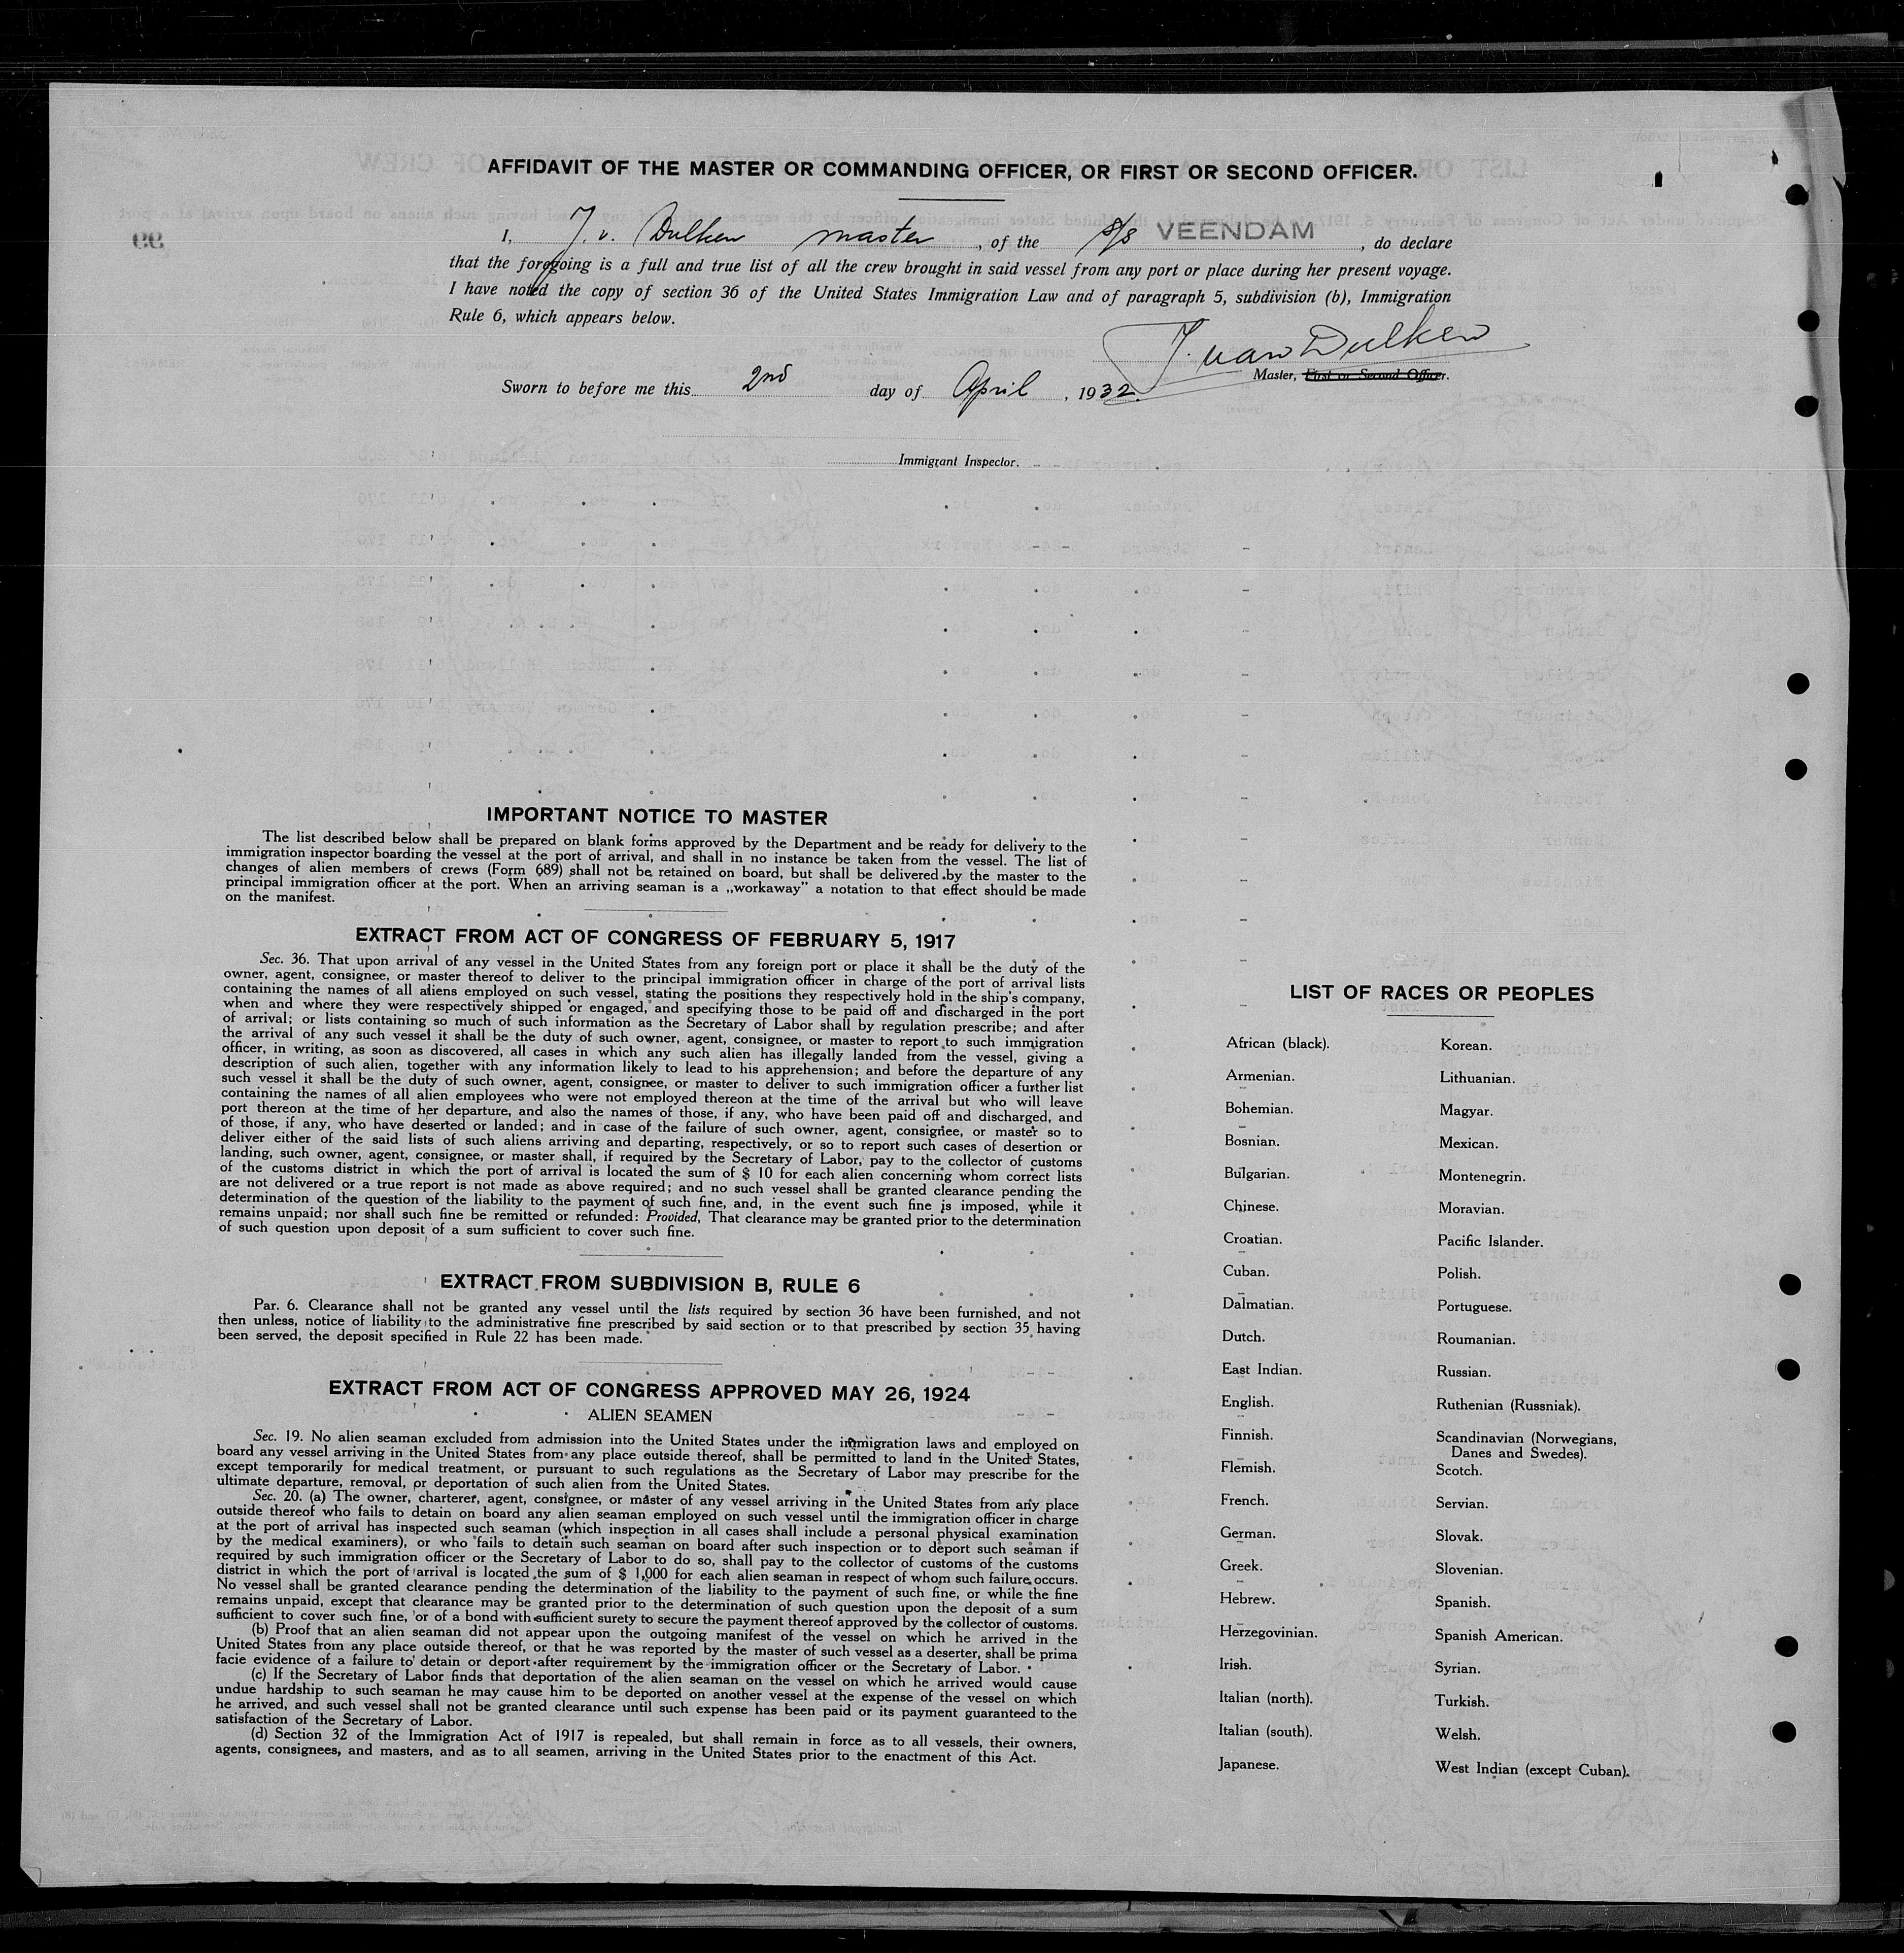 AFFIDAVIT OF THE MASTER OR COMMANDING OFFICER, OR FIRST OR SECOND OFFICER.
I, J. v. Dulken master, of the s/s VEENDAM, do declare
that the foregoing is a full and true list of all the crew brought in said vessel from any port or place during her present voyage.
I have noted the copy of section 36 of the United States Immigration Law and of paragraph 5, subdivision (b), Immigration
Rule 6, which appears below.
J. van Dulken
Master, First or Second Officer.
Sworn to before me this 2nd day of April, 1932.
Immigrant Inspector.
IMPORTANT NOTICE TO MASTER
The list described below shall be prepared on blank forms approved by the Department and be ready for delivery to the
immigration inspector boarding the vessel at the port of arrival, and shall in no instance be taken from the vessel. The list of
changes of alien members of crews (Form 689) shall not be retained on board, but shall be delivered by the master to the
principal immigration officer at the port. When an arriving seaman is a „workaway” a notation to that effect should be made
on the manifest.
EXTRACT FROM ACT OF CONGRESS OF FEBRUARY 5, 1917
Sec. 36. That upon arrival of any vessel in the United States from any foreign port or place it shall be the duty of the
owner, agent, consignee, or master thereof to deliver to the principal immigration officer in charge of the port of arrival lists
containing the names of all aliens employed on such vessel, stating the positions they respectively hold in the ship's company,
when and where they were respectively shipped or engaged, and specifying those to be paid off and discharged in the port
of arrival; or lists containing so much of such information as the Secretary of Labor shall by regulation prescribe; and after
the arrival of any such vessel it shall be the duty of such owner, agent, consignee, or master to report to such immigration
officer, in writing, as soon as discovered, all cases in which any such alien has illegally landed from the vessel, giving a
description of such alien, together with any information likely to lead to his apprehension; and before the departure of any
such vessel it shall be the duty of such owner, agent, consignee, or master to deliver to such immigration officer a further list
containing the names of all alien employees who were not employed thereon at the time of the arrival but who will leave
port thereon at the time of her departure, and also the names of those, if any, who have been paid off and discharged, and
of those, if any, who have deserted or landed; and in case of the failure of such owner, agent, consignee, or master so to
deliver either of the said lists of such aliens arriving and departing, respectively, or so to report such cases of desertion or
landing, such owner, agent, consignee, or master shall, if required by the Secretary of Labor, pay to the collector of customs
of the customs district in which the port of arrival is located the sum of $ 10 for each alien concerning whom correct lists
are not delivered or a true report is not made as above required; and no such vessel shall be granted clearance pending the
determination of the question of the liability to the payment of such fine, and, in the event such fine is imposed, while it
remains unpaid; nor shall such fine be remitted or refunded: Provided, That clearance may be granted prior to the determination
of such question upon deposit of a sum sufficient to cover such fine.
EXTRACT FROM SUBDIVISION B, RULE 6
Par. 6. Clearance shall not be granted any vessel until the lists required by section 36 have been furnished, and not
then unless, notice of liability to the administrative fine prescribed by said section or to that prescribed by section 35 having
been served, the deposit specified in Rule 22 has been made.
EXTRACT FROM ACT OF CONGRESS APPROVED MAY 26, 1924
ALIEN SEAMEN
Sec. 19. No alien seaman excluded from admission into the United States under the immigration laws and employed on
board any vessel arriving in the United States from any place outside thereof, shall be permitted to land in the United States,
except temporarily for medical treatment, or pursuant to such regulations as the Secretary of Labor may prescribe for the
ultimate departure, removal, or deportation of such alien from the United States.
Sec. 20. (a) The owner, charterer, agent, consignee, or master of any vessel arriving in the United States from any place
outside thereof who fails to detain on board any alien seaman employed on such vessel until the immigration officer in charge
at the port of arrival has inspected such seaman (which inspection in all cases shall include a personal physical examination
by the medical examiners), or who fails to detain such seaman on board after such inspection or to deport such seaman if
required by such immigration officer or the Secretary of Labor to do so, shall pay to the collector of customs of the customs
district in which the port of arrival is located the sum of $ 1,000 for each alien seaman in respect of whom such failure occurs.
No vessel shall be granted clearance pending the determination of the liability to the payment of such fine, or while the fine
remains unpaid, except that clearance may be granted prior to the determination of such question upon the deposit of a sum
sufficient to cover such fine, or of a bond with sufficient surety to secure the payment thereof approved by the collector of customs.
(b) Proof that an alien seaman did not appear upon the outgoing manifest of the vessel on which he arrived in the
United States from any place outside thereof, or that he was reported by the master of such vessel as a deserter, shall be prima
facie evidence of a failure to detain or deport after requirement by the immigration officer or the Secretary of Labor.
(c) If the Secretary of Labor finds that deportation of the alien seaman on the vessel on which he arrived would cause
undue hardship to such seaman he may cause him to be deported on another vessel at the expense of the vessel on which
he arrived, and such vessel shall not be granted clearance until such expense has been paid or its payment guaranteed to the
satisfaction of the Secretary of Labor.
(d) Section 32 of the Immigration Act of 1917 is repealed, but shall remain in force as to all vessels, their owners,
agents, consignees, and masters, and as to all seamen, arriving in the United States prior to the enactment of this Act.
LIST OF RACES OR PEOPLES
African (black).
Armenian.
Bohemian.
Bosnian.
Bulgarian.
Chinese.
Croatian.
Cuban.
Dalmatian.
Dutch.
East Indian.
English.
Finnish.
Flemish.
French.
German.
Greek.
Hebrew.
Herzegovinian.
Irish.
Italian (north).
Italian (south).
Japanese.
Korean.
Lithuanian.
Magyar.
Mexican.
Montenegrin.
Moravian.
Pacific Islander.
Polish.
Portuguese.
Roumanian.
Russian.
Ruthenian (Russniak).
Scandinavian (Norwegians,
Danes and Swedes).
Scotch.
Servian.
Slovak.
Slovenian.
Spanish.
Spanish American.
Syrian.
Turkish.
Welsh.
West Indian (except Cuban).